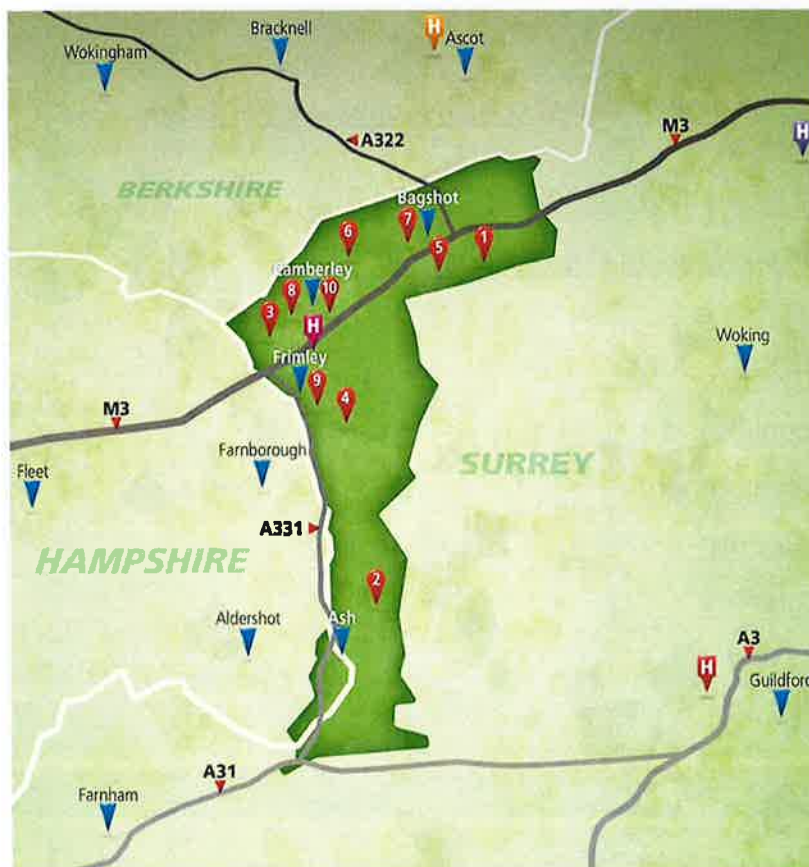 Bracknell
H
Ascot
Wokingham
A322
M3
H
BERKSHIRE
Bagshot
7
6
5
1
Camberley
8
10
3
H
Frimley
9
4
Woking
M3
Farnborough
SURREY
Fleet
A331
HAMPSHIRE
2
Aldershot
Ash
A3
H
Guildford
A31
Farnham